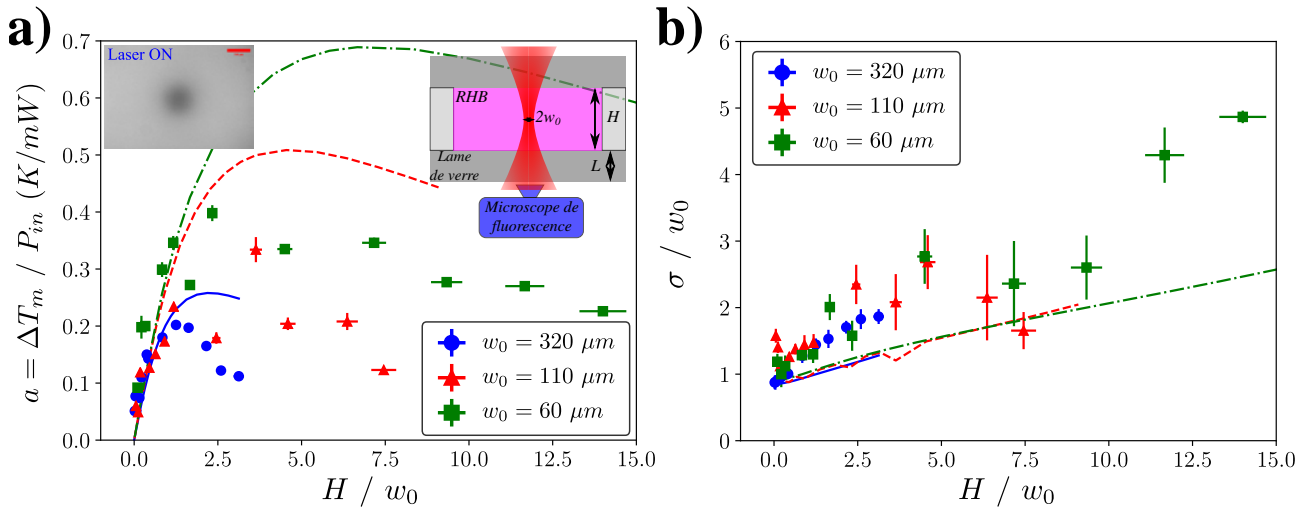 a)
0.7
0.6
0.5
0.4
0.3
0.2
0.1
0.0
a = ΔT_m / P_in (K/mW)
Laser ON
RHB
2w₀
H
L
Lame
de verre
Microscope de
fluorescence
w₀ = 320 μm
w₀ = 110 μm
w₀ = 60 μm
0.0 2.5 5.0 7.5 10.0 12.5 15.0
H / w₀
b)
6
5
4
3
2
1
0
σ / w₀
w₀ = 320 μm
w₀ = 110 μm
w₀ = 60 μm
0.0 2.5 5.0 7.5 10.0 12.5 15.0
H / w₀